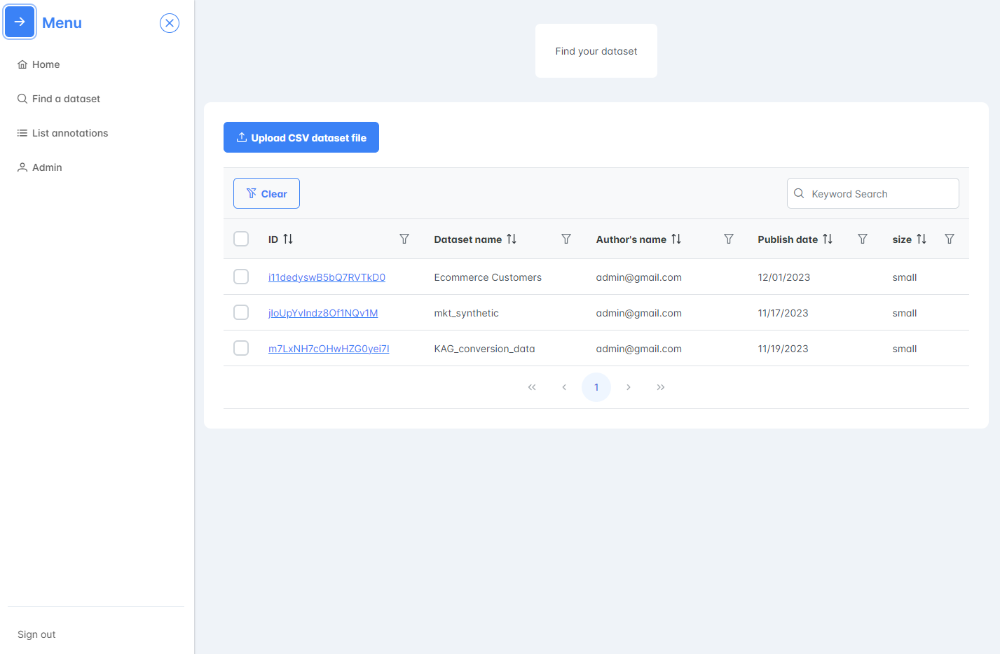 Menu
Home
Find a dataset
List annotations
Admin
Sign out
Find your dataset
Upload CSV dataset file
Clear
Keyword Search
ID Dataset name Author's name Publish date size
i11dedyswB5bQ7RVTkD0 Ecommerce Customers admin@gmail.com 12/01/2023 small
jIoUpYvIndz8Of1NQv1M mkt_synthetic admin@gmail.com 11/17/2023 small
m7LxNH7cOHwHZG0yei7I KAG_conversion_data admin@gmail.com 11/19/2023 small
1